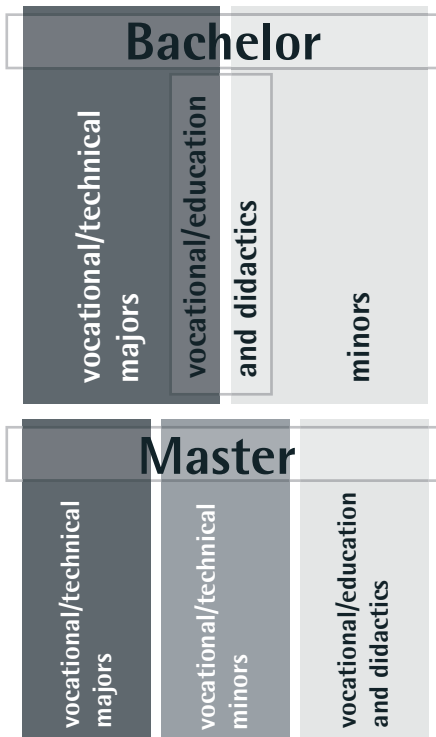 Bachelor
vocational/technical
majors
vocational/education
and didactics
minors
Master
vocational/technical
majors
vocational/technical
minors
vocational/education
and didactics